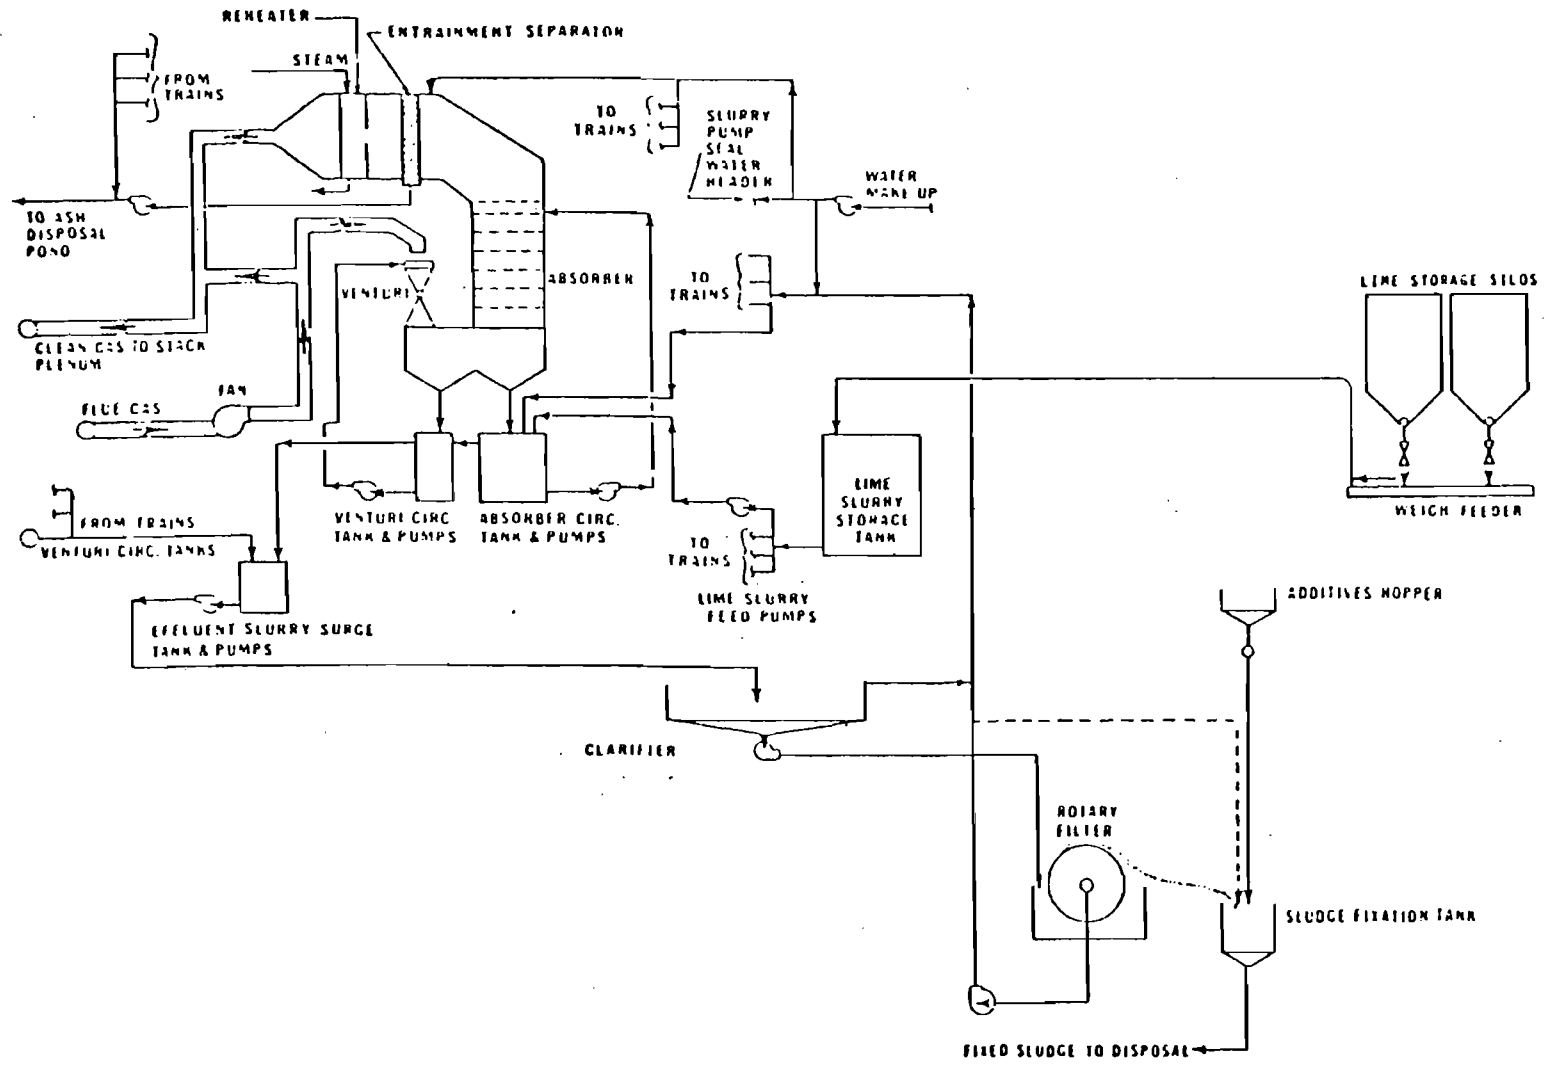 REHEATER
ENTRAINMENT SEPARATOR
STEAM
FROM
TRAINS
TO
TRAINS
SLURRY
PUMP
SEAL
WATER
HEADER
WATER
MAKE UP
TO ASH
DISPOSAL
POND
VENTURI
ABSORBER
TO
TRAINS
LIME STORAGE SILOS
CLEAN GAS TO STACK
PLENUM
FAN
FLUE GAS
LIME
SLURRY
STORAGE
TANK
WEIGH FEEDER
VENTURI CIRC
TANK & PUMPS
ABSORBER CIRC.
TANK & PUMPS
FROM TRAINS
VENTURI CIRC. TANKS
TO
TRAINS
LIME SLURRY
FEED PUMPS
ADDITIVES HOPPER
EFFLUENT SLURRY SURGE
TANK & PUMPS
CLARIFIER
ROTARY
FILTER
SLUDGE FIXATION TANK
FIXED SLUDGE TO DISPOSAL